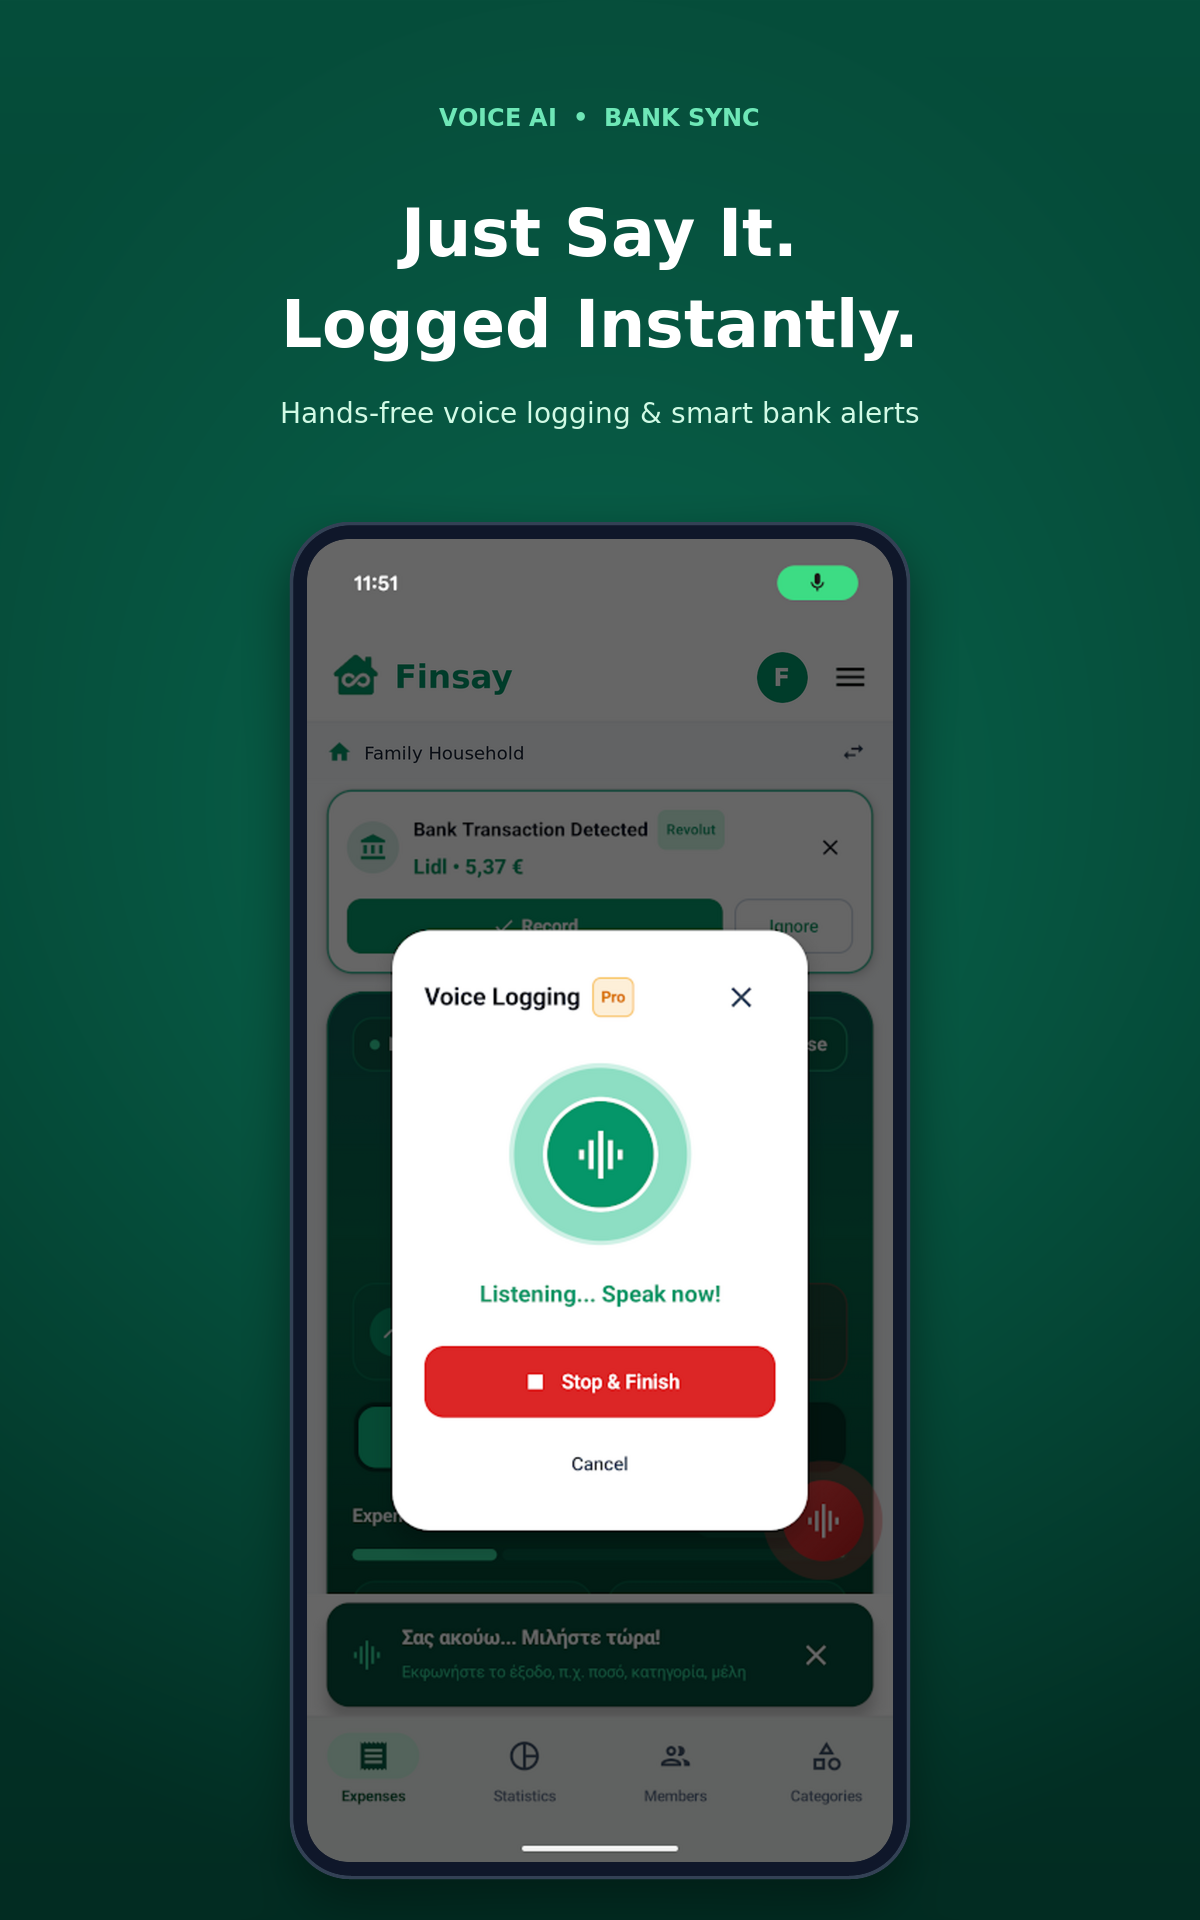 VOICE AI • BANK SYNC
Just Say It.
Logged Instantly.
Hands-free voice logging & smart bank alerts
11:51
Finsay
F
Family Household
Bank Transaction Detected Revolut
Lidl • 5,37 €
Record Ignore
Voice Logging Pro
Listening... Speak now!
Stop & Finish
Cancel
Σας ακούω... Μιλήστε τώρα!
Εκφωνήστε το έξοδο, π.χ. ποσό, κατηγορία, μέλη
Expenses Statistics Members Categories